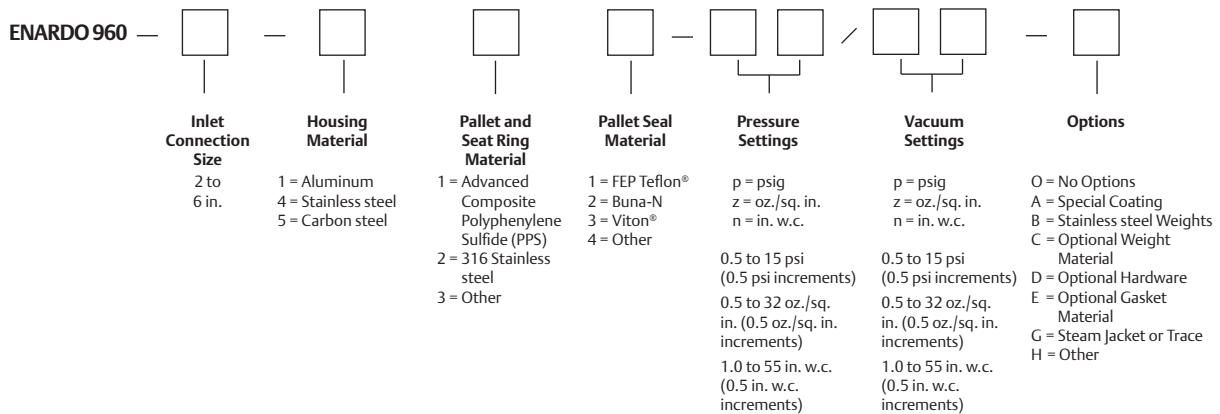 ENARDO 960 — — — / —
Inlet
Connection
Size
2 to
6 in.
Housing
Material
1 = Aluminum
4 = Stainless steel
5 = Carbon steel
Pallet and
Seat Ring
Material
1 = Advanced
Composite
Polyphenylene
Sulfide (PPS)
2 = 316 Stainless
steel
3 = Other
Pallet Seal
Material
1 = FEP Teflon®
2 = Buna-N
3 = Viton®
4 = Other
Pressure
Settings
p = psig
z = oz./sq. in.
n = in. w.c.
0.5 to 15 psi
(0.5 psi increments)
0.5 to 32 oz./sq.
in. (0.5 oz./sq. in.
increments)
1.0 to 55 in. w.c.
(0.5 in. w.c.
increments)
Vacuum
Settings
p = psig
z = oz./sq. in.
n = in. w.c.
0.5 to 15 psi
(0.5 psi increments)
0.5 to 32 oz./sq.
in. (0.5 oz./sq. in.
increments)
1.0 to 55 in. w.c.
(0.5 in. w.c.
increments)
Options
O = No Options
A = Special Coating
B = Stainless steel Weights
C = Optional Weight
Material
D = Optional Hardware
E = Optional Gasket
Material
G = Steam Jacket or Trace
H = Other